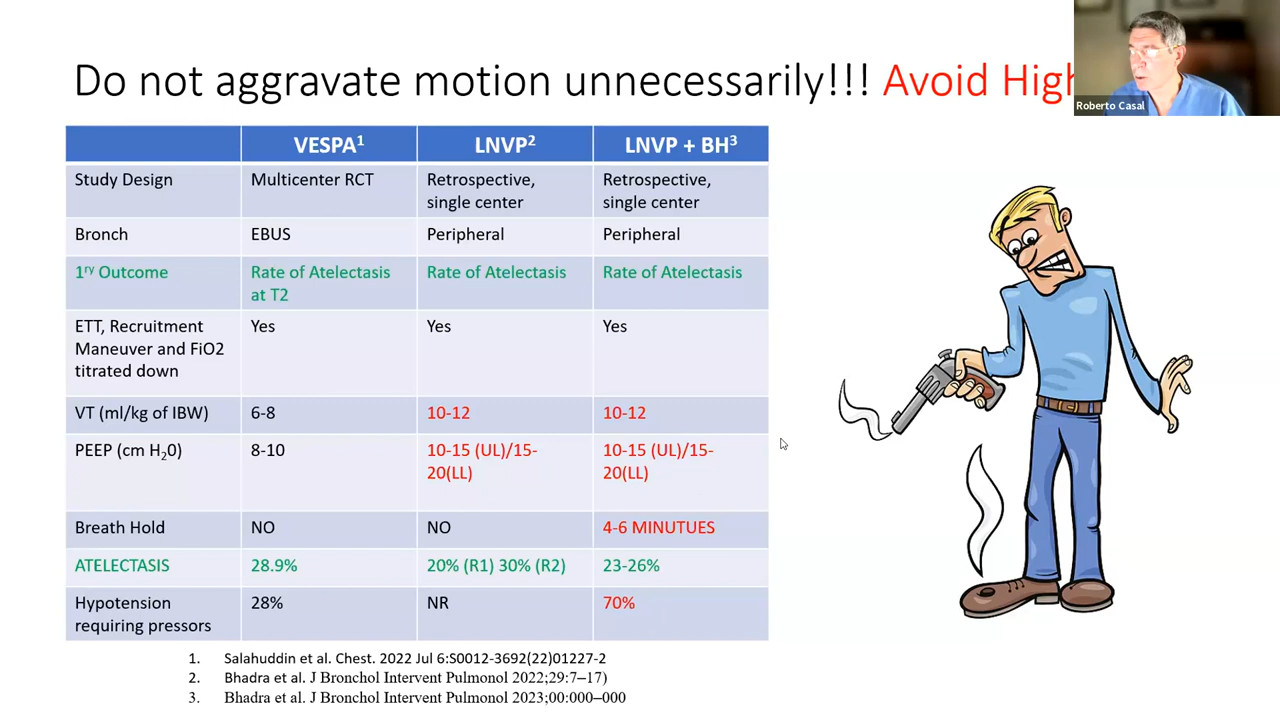 Do not aggravate motion unnecessarily!!! Avoid High
Roberto Casal
VESPA1 LNVP2 LNVP + BH3
Study Design Multicenter RCT Retrospective, Retrospective,
single center single center
Bronch EBUS Peripheral Peripheral
1ry Outcome Rate of Atelectasis Rate of Atelectasis Rate of Atelectasis
at T2
ETT, Recruitment Yes Yes Yes
Maneuver and FiO2
titrated down
VT (ml/kg of IBW) 6-8 10-12 10-12
PEEP (cm H20) 8-10 10-15 (UL)/15- 10-15 (UL)/15-
20(LL) 20(LL)
Breath Hold NO NO 4-6 MINUTUES
ATELECTASIS 28.9% 20% (R1) 30% (R2) 23-26%
Hypotension 28% NR 70%
requiring pressors
1. Salahuddin et al. Chest. 2022 Jul 6:S0012-3692(22)01227-2
2. Bhadra et al. J Bronchol Intervent Pulmonol 2022;29:7–17)
3. Bhadra et al. J Bronchol Intervent Pulmonol 2023;00:000–000